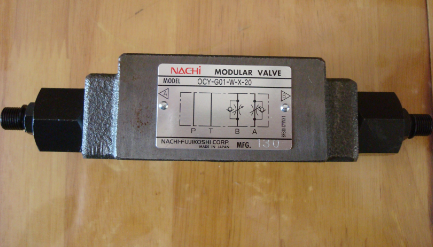 NACHi MODULAR VALVE
MODEL OCY-G01-W-X-20
P T B A
NACHI-FUJIKOSHI CORP.
MADE IN JAPAN MFG.